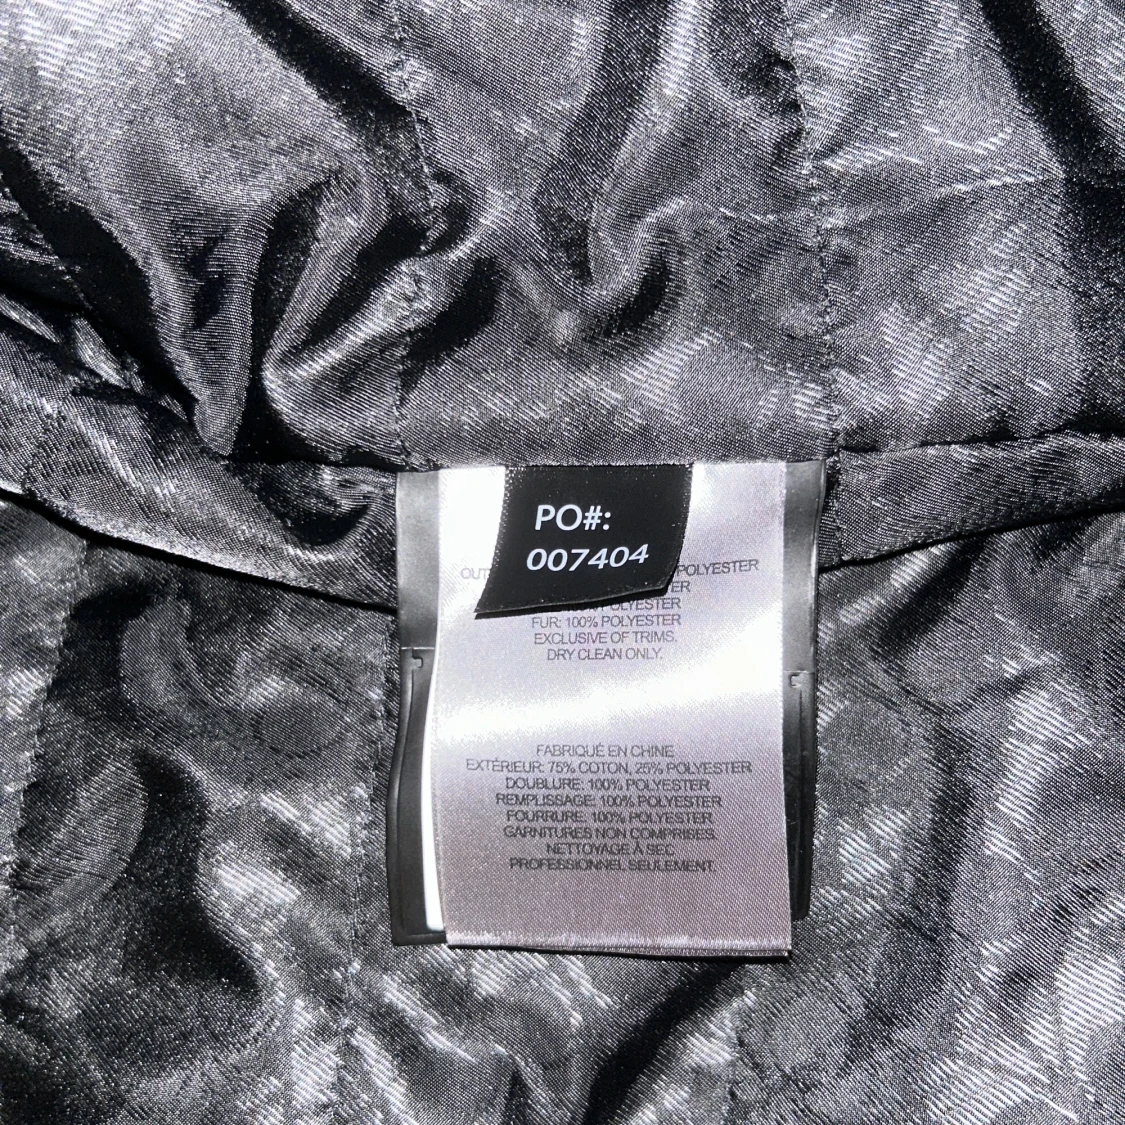 PO#:
007404
POLYESTER
POLYESTER
FUR: 100% POLYESTER
EXCLUSIVE OF TRIMS.
DRY CLEAN ONLY.
FABRIQUÉ EN CHINE
EXTÉRIEUR: 75% COTON, 25% POLYESTER
DOUBLURE: 100% POLYESTER
REMPLISSAGE: 100% POLYESTER
FOURRURE: 100% POLYESTER
GARNITURES NON COMPRISES.
NETTOYAGE À SEC
PROFESSIONNEL SEULEMENT.